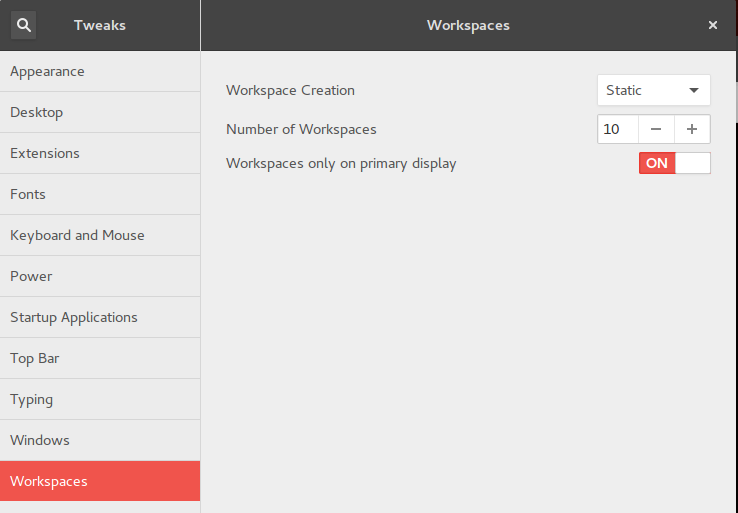 Tweaks
Workspaces
Appearance
Desktop
Extensions
Fonts
Keyboard and Mouse
Power
Startup Applications
Top Bar
Typing
Windows
Workspaces
Workspace Creation
Static
Number of Workspaces
10
Workspaces only on primary display
ON